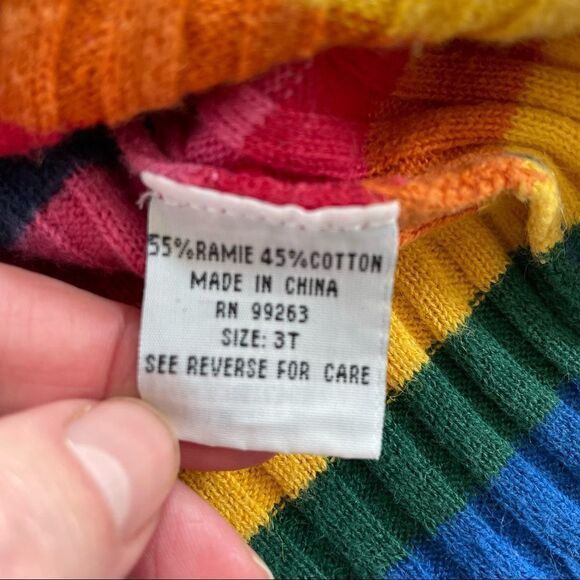 55%RAMIE 45%COTTON
MADE IN CHINA
RN 99263
SIZE: 3T
SEE REVERSE FOR CARE